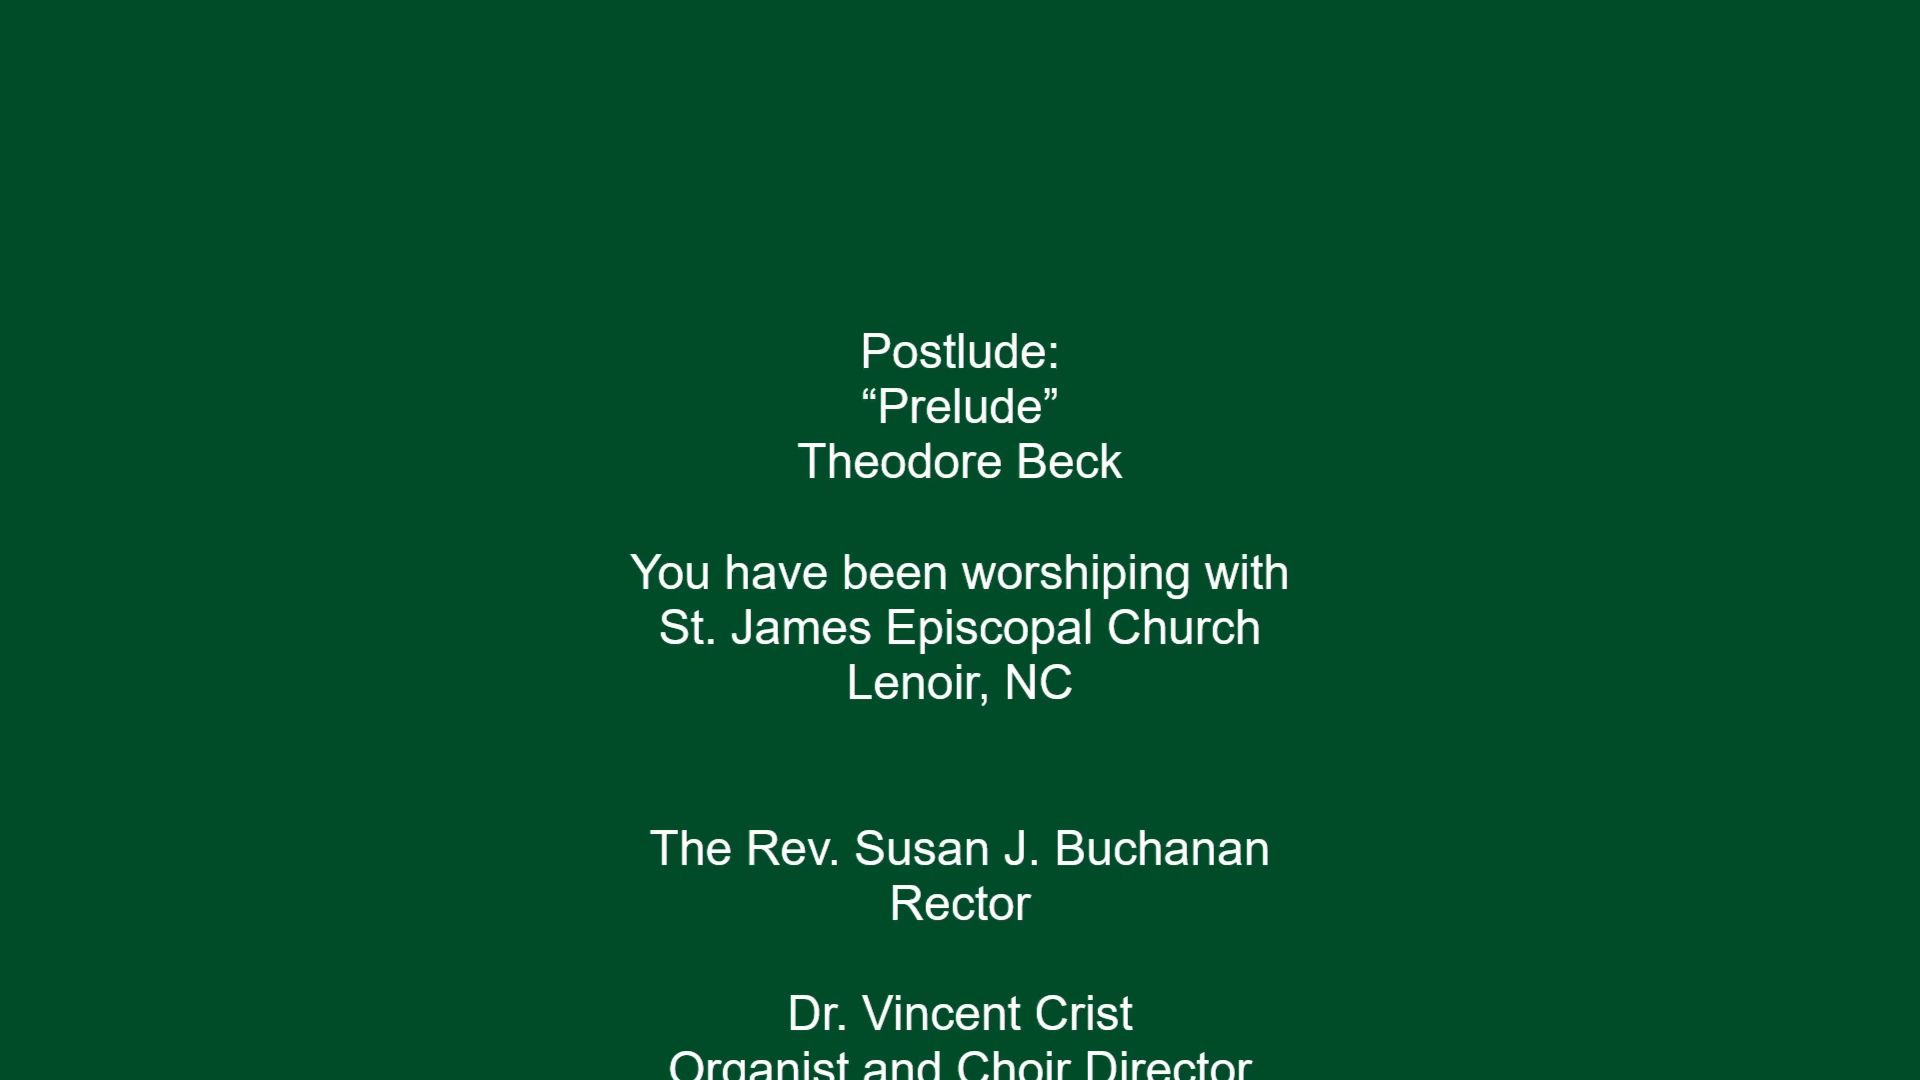 Postlude:
“Prelude”
Theodore Beck
You have been worshiping with
St. James Episcopal Church
Lenoir, NC
The Rev. Susan J. Buchanan
Rector
Dr. Vincent Crist
Organist and Choir Director